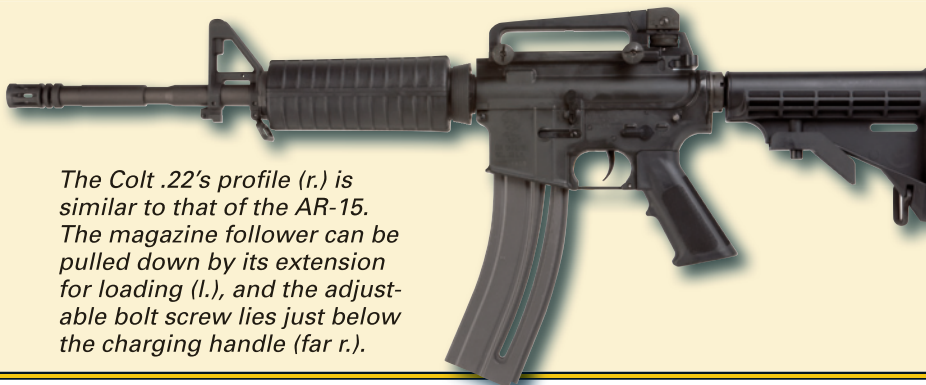 The Colt .22's profile (r.) is
similar to that of the AR-15.
The magazine follower can be
pulled down by its extension
for loading (l.), and the adjust-
able bolt screw lies just below
the charging handle (far r.).